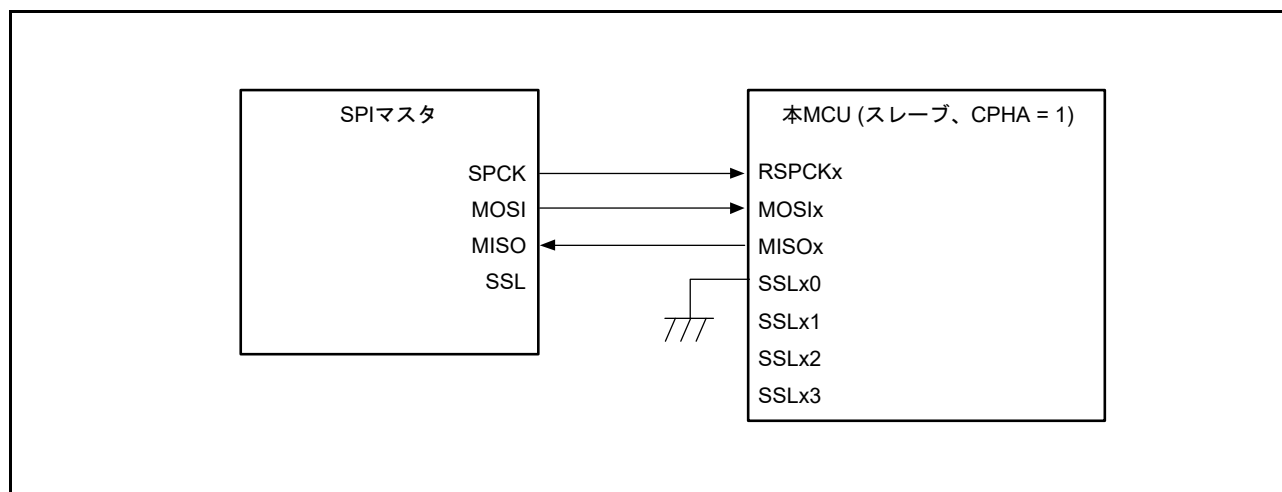 SPIマスタ
SPCK
MOSI
MISO
SSL
本MCU (スレーブ、CPHA = 1)
RSPCKx
MOSIx
MISOx
SSLx0
SSLx1
SSLx2
SSLx3